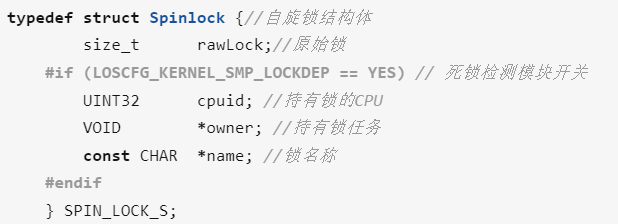 typedef struct Spinlock {//自旋锁结构体
size_t rawLock;//原始锁
#if (LOSCFG_KERNEL_SMP_LOCKDEP == YES) // 死锁检测模块开关
UINT32 cpuid; //持有锁的CPU
VOID *owner; //持有锁任务
const CHAR *name; //锁名称
#endif
} SPIN_LOCK_S;